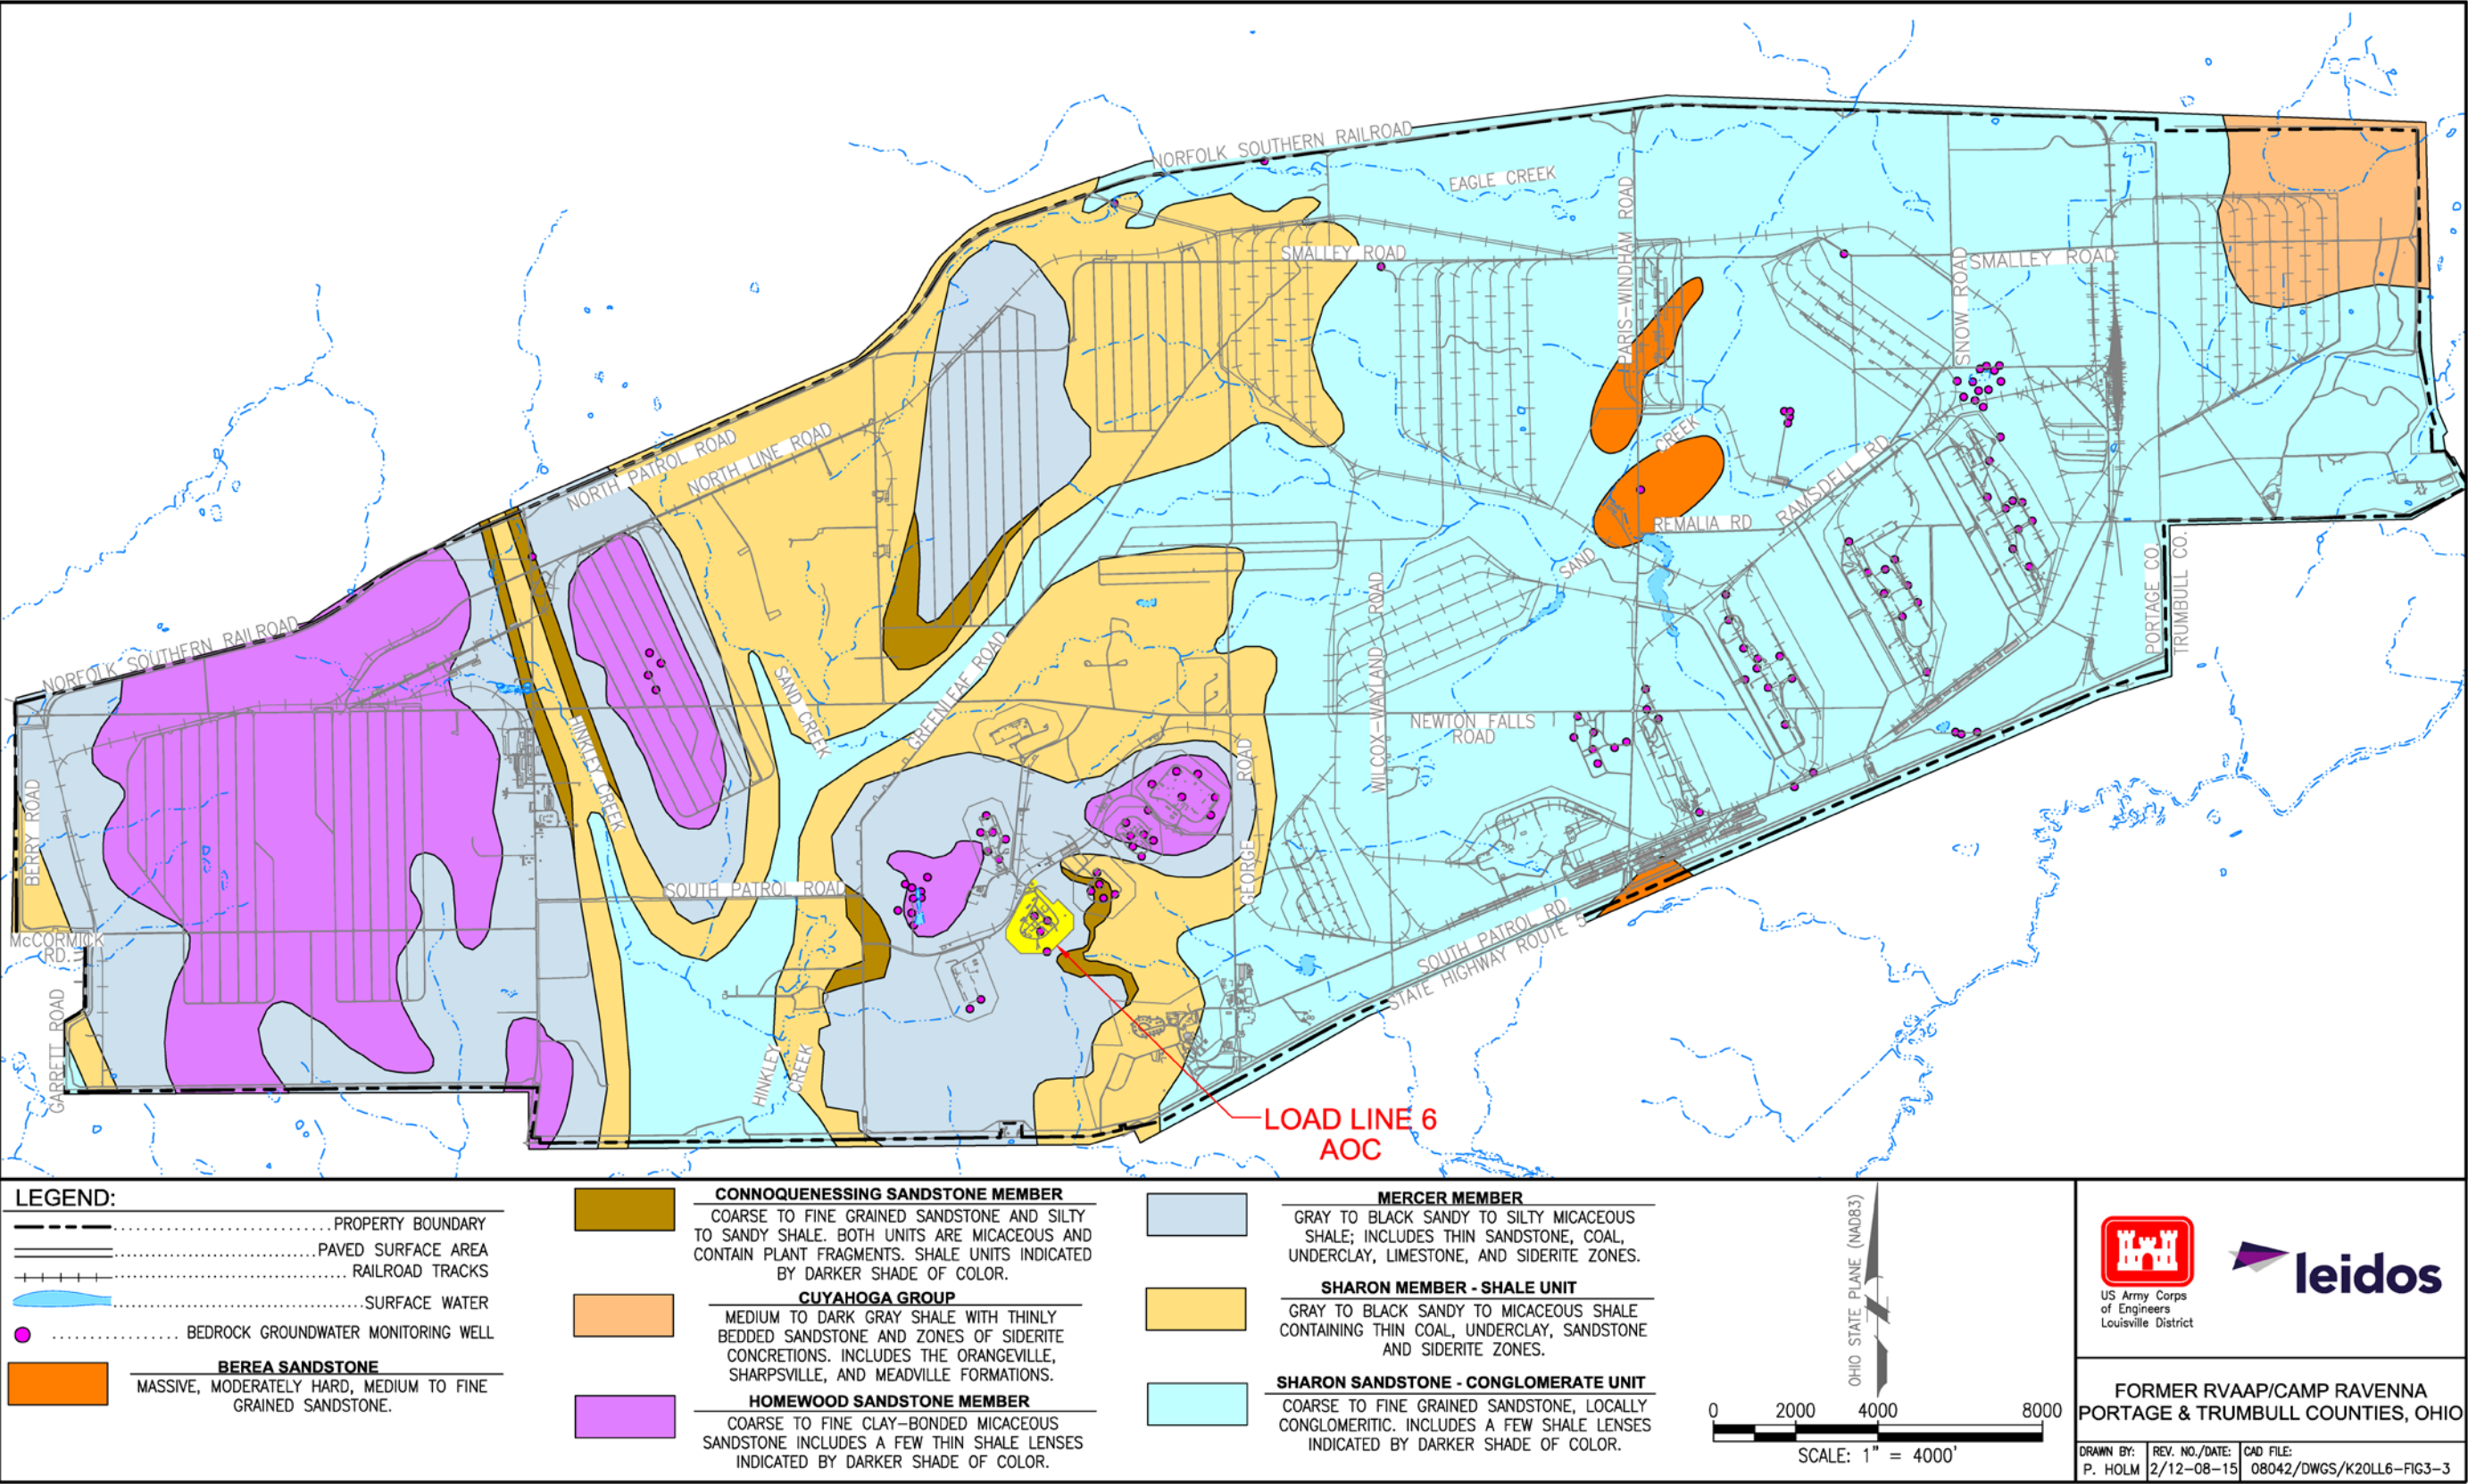 NORFOLK SOUTHERN RAILROAD
EAGLE CREEK
PARIS-WINDHAM ROAD
SMALLEY ROAD
SNOW ROAD
SMALLEY ROAD
NORTH PATROL ROAD
NORTH LINE ROAD
CREEK
RAMSDELL RD
REMALIA RD
SAND
PORTAGE CO.
TRUMBULL CO.
NORFOLK SOUTHERN RAILROAD
WILCOX-WAYLAND ROAD
SAND CREEK
GREENLEAF ROAD
HINKLEY CREEK
NEWTON FALLS
ROAD
BERRY ROAD
GEORGE ROAD
SOUTH PATROL ROAD
McCORMICK
RD.
SOUTH PATROL RD.
STATE HIGHWAY ROUTE 5
GARRETT ROAD
HINKLEY
CREEK
LOAD LINE 6
AOC
LEGEND:
PROPERTY BOUNDARY
PAVED SURFACE AREA
RAILROAD TRACKS
SURFACE WATER
BEDROCK GROUNDWATER MONITORING WELL
BEREA SANDSTONE
MASSIVE, MODERATELY HARD, MEDIUM TO FINE
GRAINED SANDSTONE.
CONNOQUENESSING SANDSTONE MEMBER
COARSE TO FINE GRAINED SANDSTONE AND SILTY
TO SANDY SHALE. BOTH UNITS ARE MICACEOUS AND
CONTAIN PLANT FRAGMENTS. SHALE UNITS INDICATED
BY DARKER SHADE OF COLOR.
CUYAHOGA GROUP
MEDIUM TO DARK GRAY SHALE WITH THINLY
BEDDED SANDSTONE AND ZONES OF SIDERITE
CONCRETIONS. INCLUDES THE ORANGEVILLE,
SHARPSVILLE, AND MEADVILLE FORMATIONS.
HOMEWOOD SANDSTONE MEMBER
COARSE TO FINE CLAY-BONDED MICACEOUS
SANDSTONE INCLUDES A FEW THIN SHALE LENSES
INDICATED BY DARKER SHADE OF COLOR.
MERCER MEMBER
GRAY TO BLACK SANDY TO SILTY MICACEOUS
SHALE; INCLUDES THIN SANDSTONE, COAL,
UNDERCLAY, LIMESTONE, AND SIDERITE ZONES.
SHARON MEMBER - SHALE UNIT
GRAY TO BLACK SANDY TO MICACEOUS SHALE
CONTAINING THIN COAL, UNDERCLAY, SANDSTONE
AND SIDERITE ZONES.
SHARON SANDSTONE - CONGLOMERATE UNIT
COARSE TO FINE GRAINED SANDSTONE, LOCALLY
CONGLOMERITIC. INCLUDES A FEW SHALE LENSES
INDICATED BY DARKER SHADE OF COLOR.
OHIO STATE PLANE (NAD83)
0 2000 4000 8000
SCALE: 1" = 4000'
US Army Corps
of Engineers
Louisville District
leidos
FORMER RVAAP/CAMP RAVENNA
PORTAGE & TRUMBULL COUNTIES, OHIO
DRAWN BY: REV. NO./DATE: CAD FILE:
P. HOLM 2/12-08-15 08042/DWGS/K20LL6-FIG3-3